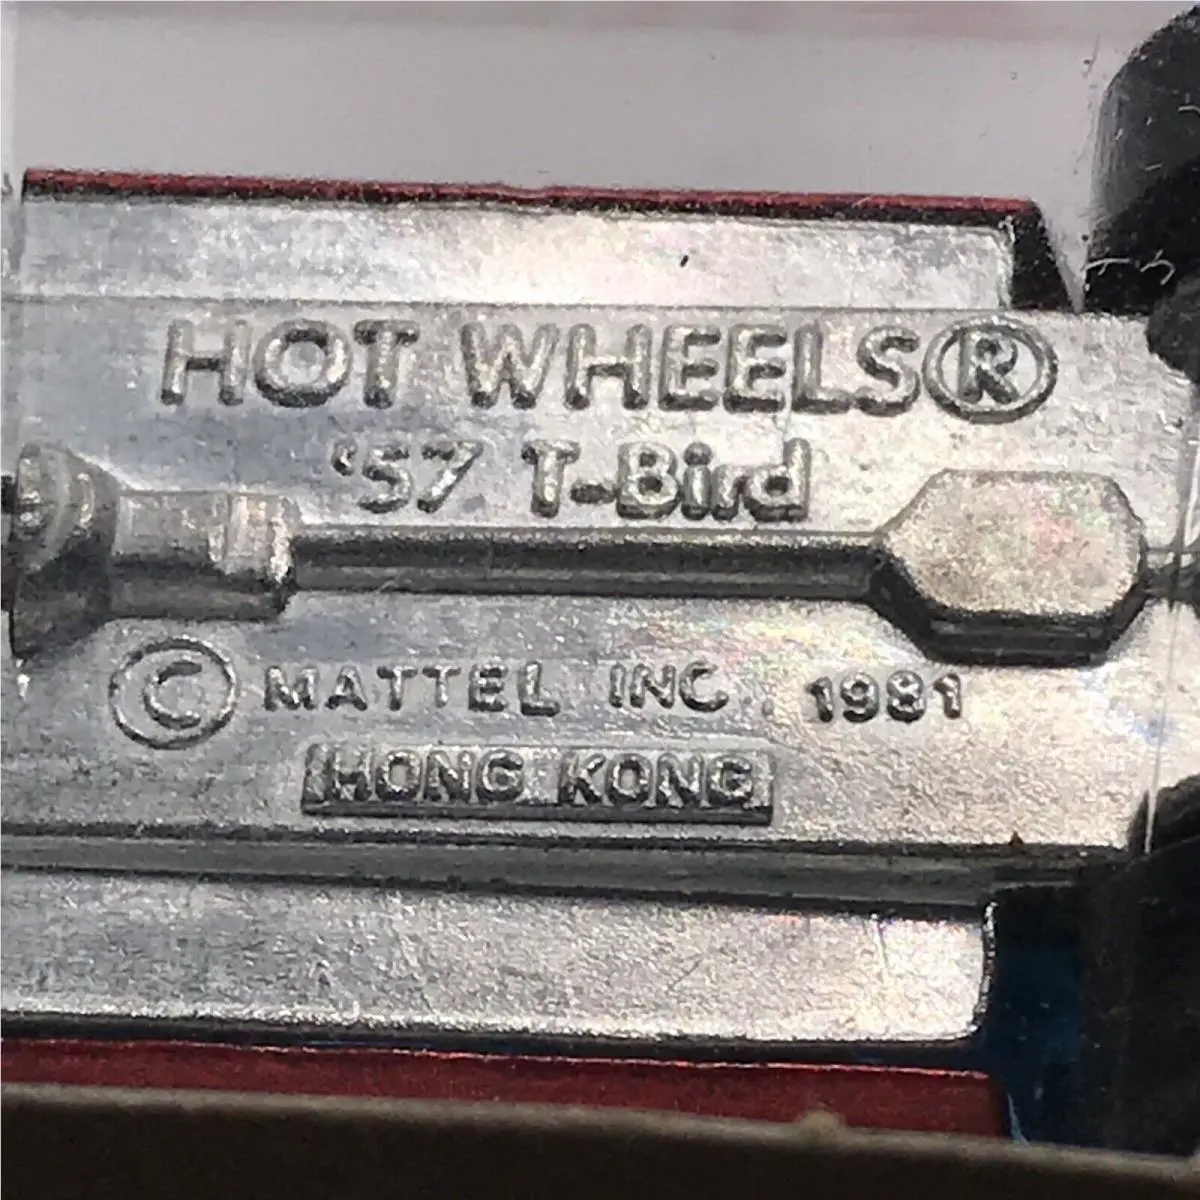 HOT WHEELS®
'57 T-Bird
© MATTEL INC. 1981
HONG KONG